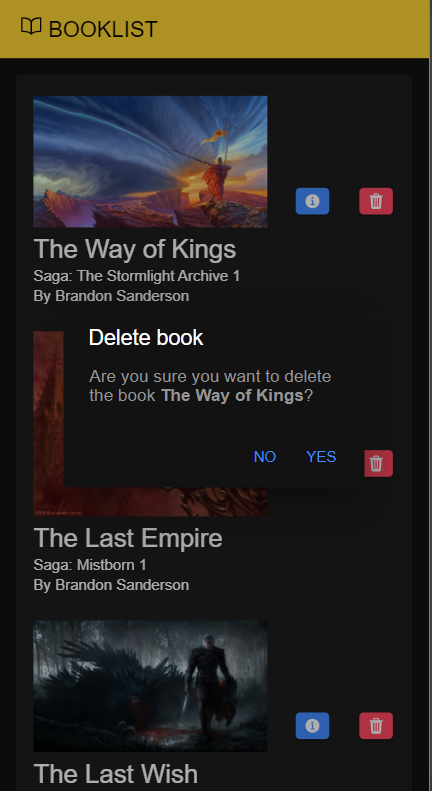 BOOKLIST
The Way of Kings
Saga: The Stormlight Archive 1
By Brandon Sanderson
Delete book
Are you sure you want to delete
the book The Way of Kings?
NO YES
The Last Empire
Saga: Mistborn 1
By Brandon Sanderson
The Last Wish